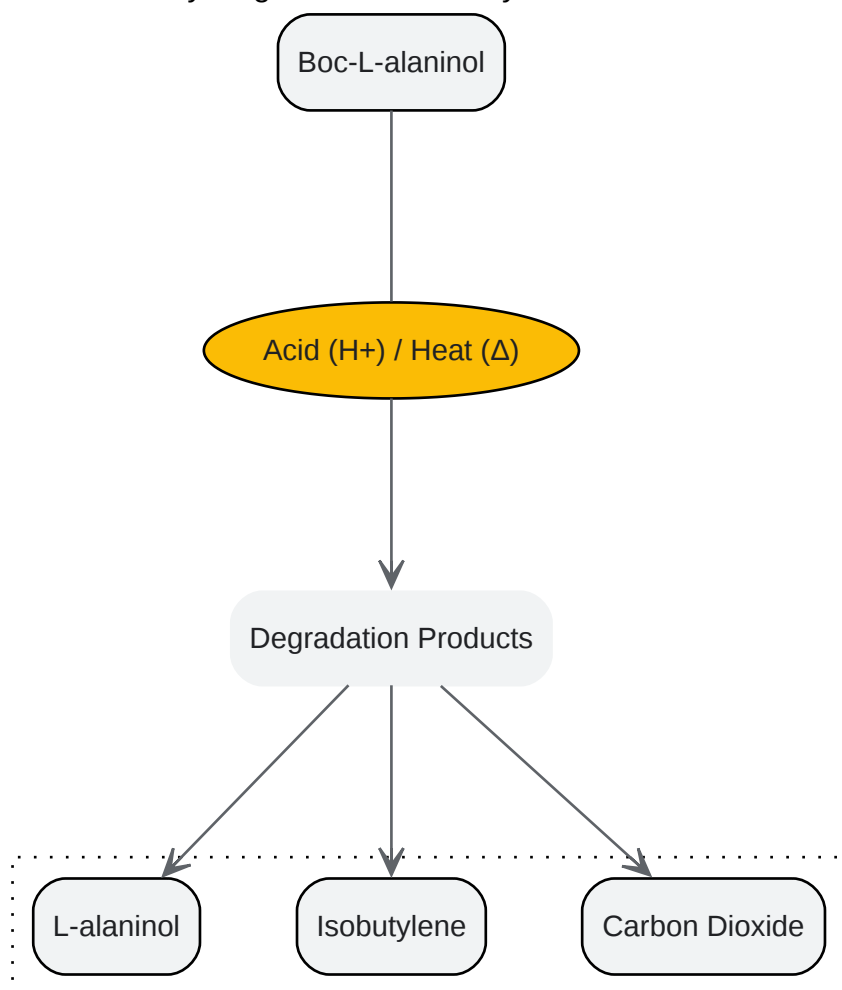 Boc-L-alaninol
Acid (H+) / Heat (Δ)
Degradation Products
L-alaninol
Isobutylene
Carbon Dioxide